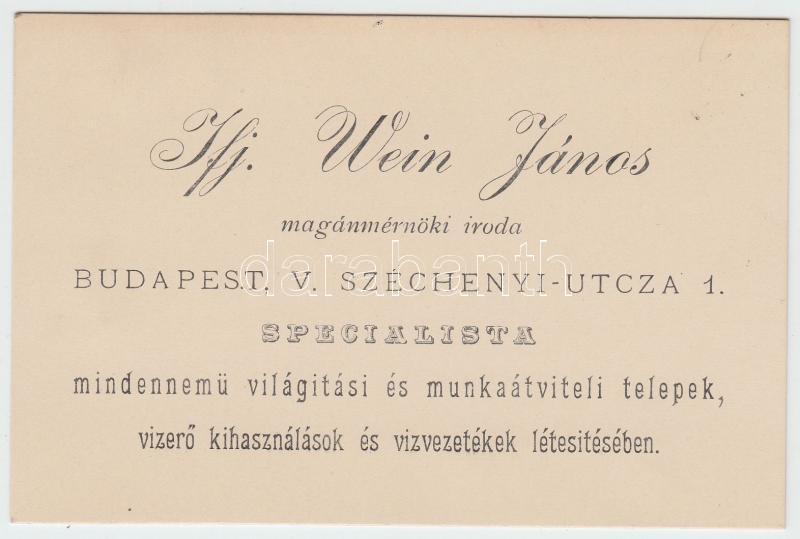 Ifj. Wein János
magánmérnöki iroda
darabanth
BUDAPEST. V. SZÉCHENYI-UTCZA 1.
SPECIALISTA
mindennemü világitási és munkaátviteli telepek,
vizerő kihasználások és vizvezetékek létesitésében.